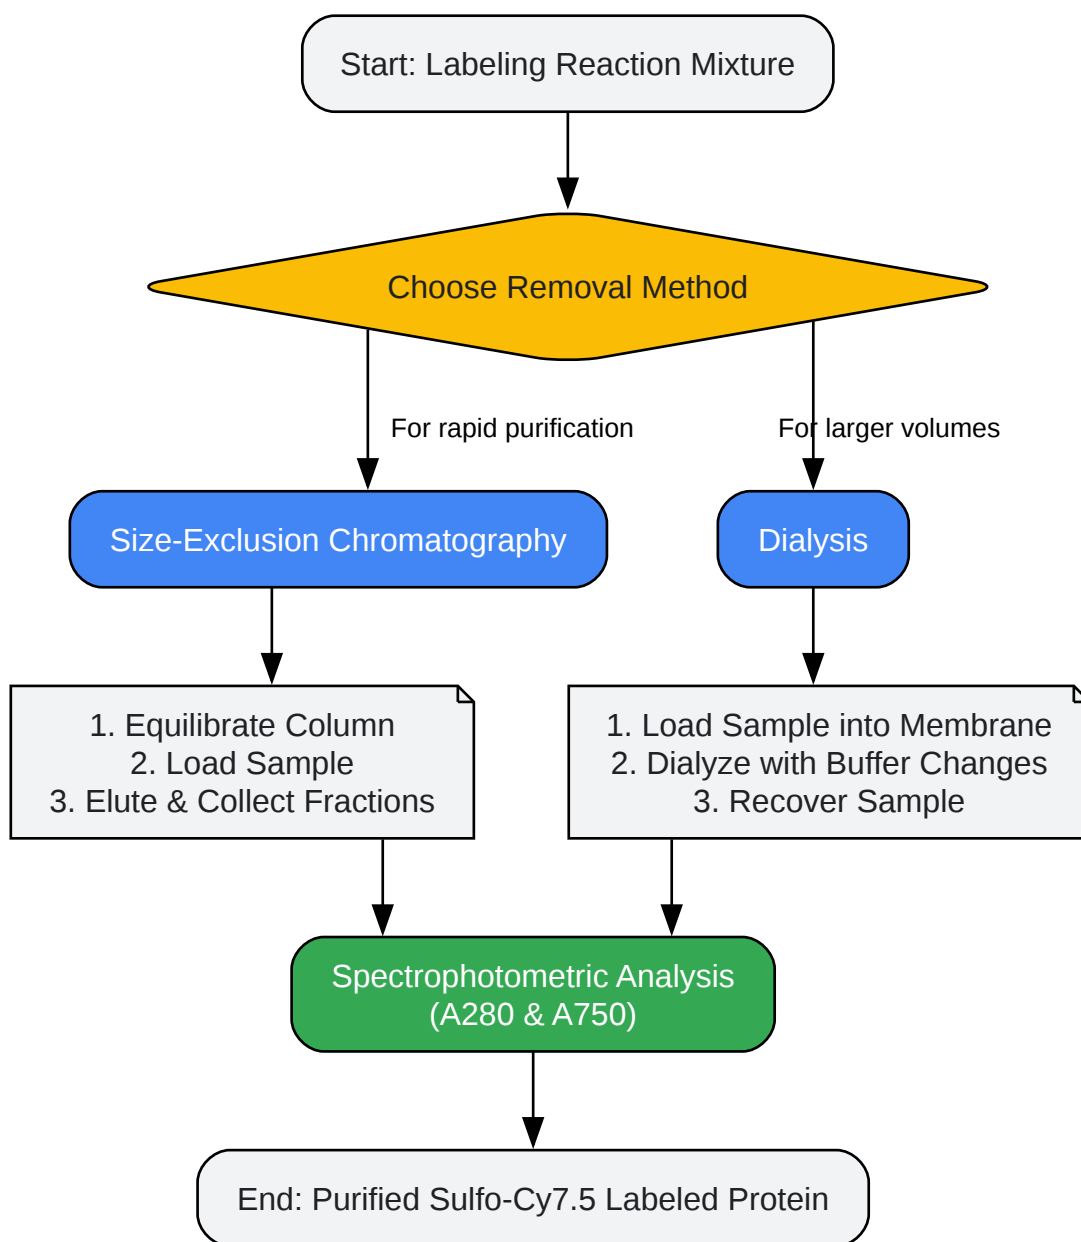 Start: Labeling Reaction Mixture
Choose Removal Method
For rapid purification
For larger volumes
Size-Exclusion Chromatography
Dialysis
1. Equilibrate Column
2. Load Sample
3. Elute & Collect Fractions
1. Load Sample into Membrane
2. Dialyze with Buffer Changes
3. Recover Sample
Spectrophotometric Analysis
(A280 & A750)
End: Purified Sulfo-Cy7.5 Labeled Protein